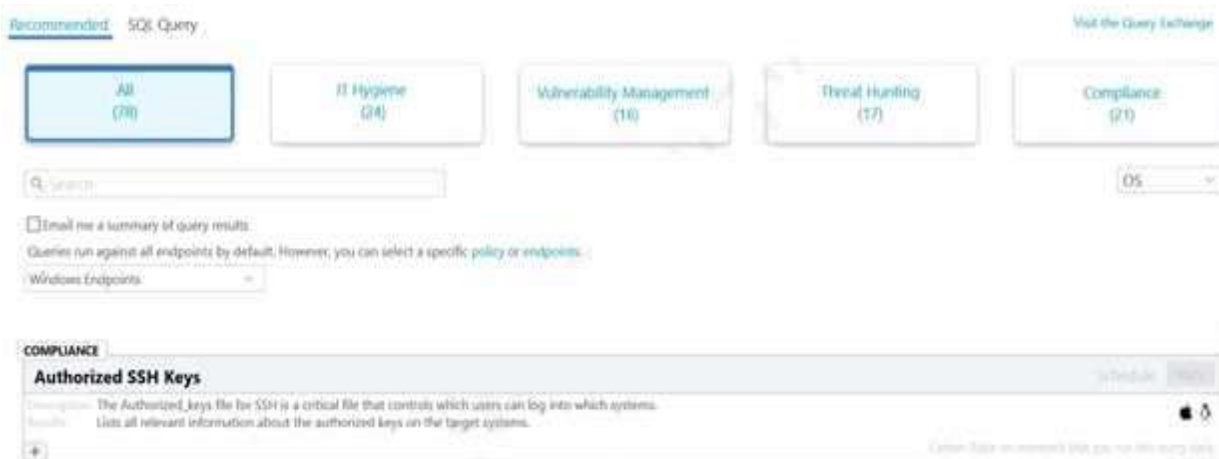 Recommended SQL Query Visit the Query Exchange
All IT Hygiene Vulnerability Management Threat Hunting Compliance
(78) (24) (16) (17) (21)
Search OS
Email me a summary of query results
Queries run against all endpoints by default. However, you can select a specific policy or endpoints.
Windows Endpoints
COMPLIANCE
Authorized SSH Keys Schedule Run
Description The Authorized_keys file for SSH is a critical file that controls which users can log into which systems.
Results Lists all relevant information about the authorized keys on the target systems.